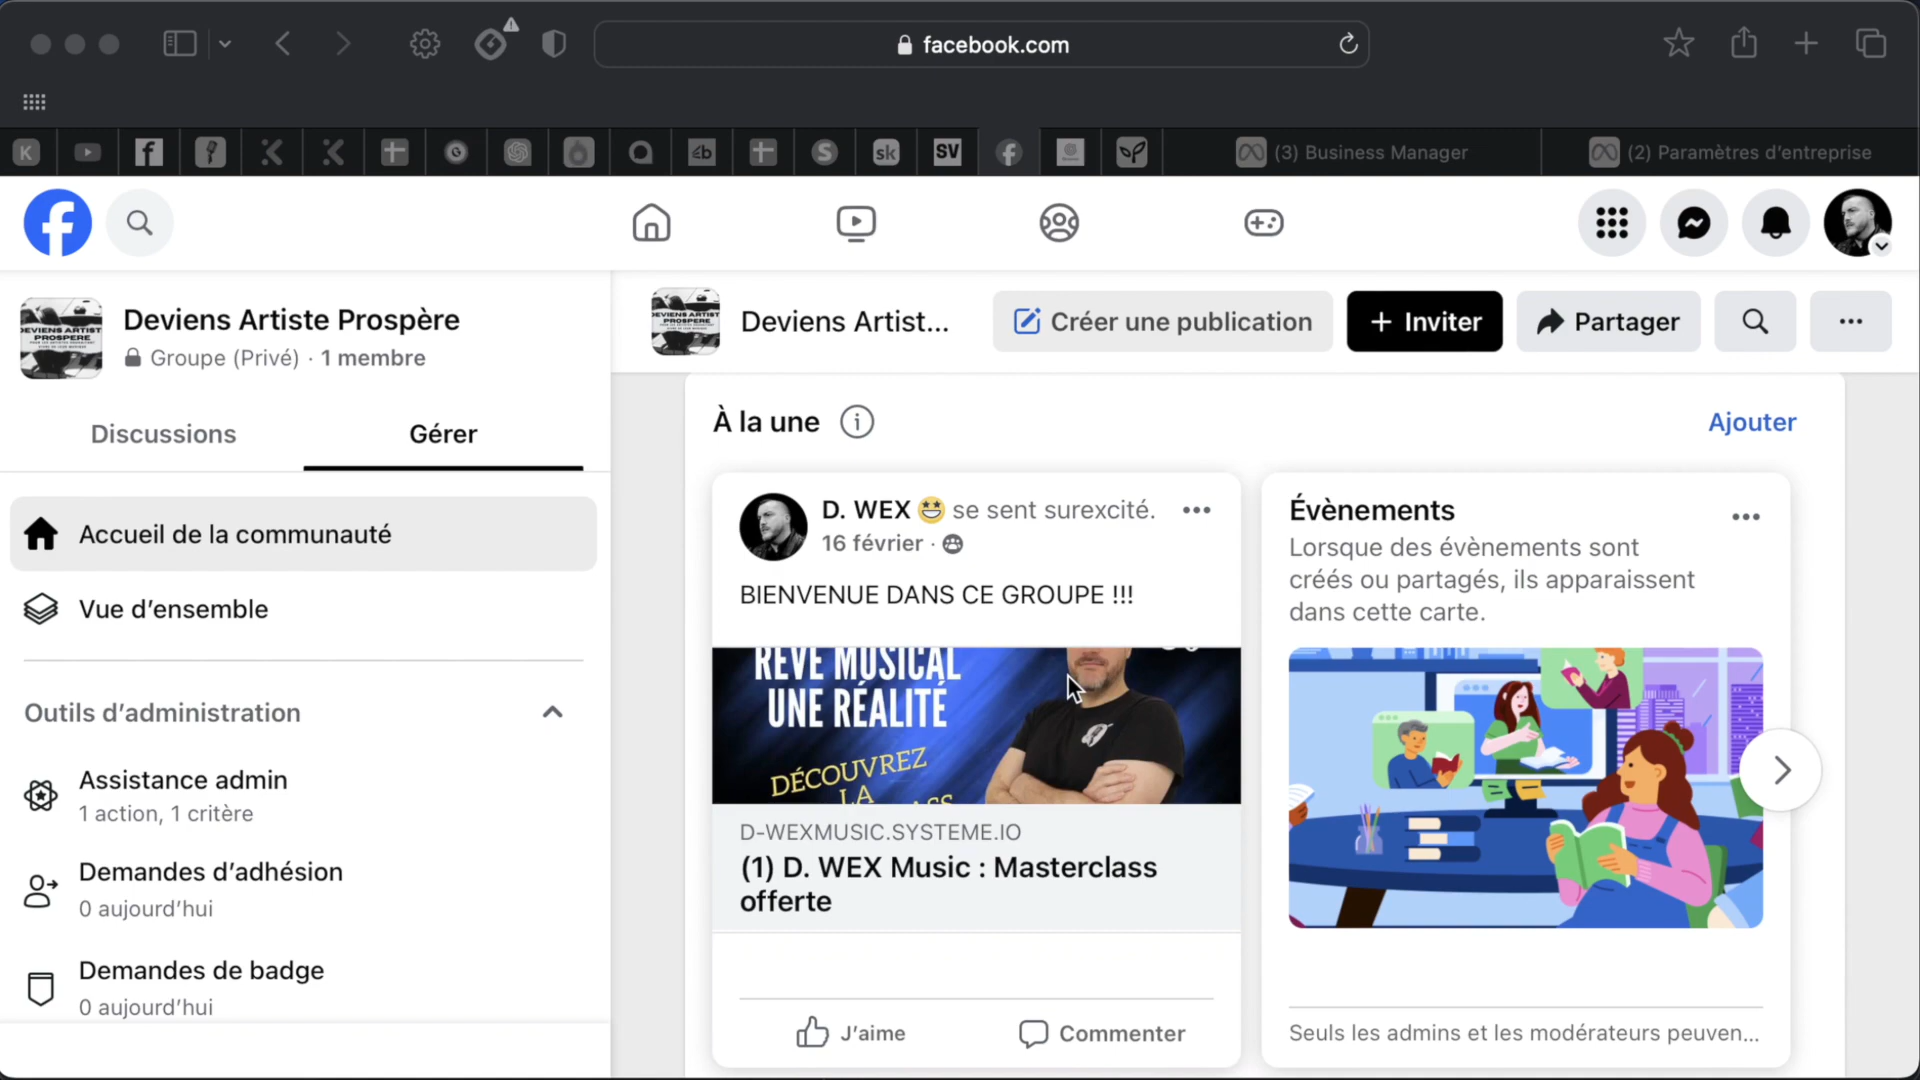 facebook.com
K
sk
SV
(3) Business Manager
(2) Paramètres d'entreprise
Deviens Artiste Prospère
Groupe (Privé) · 1 membre
Discussions
Gérer
Accueil de la communauté
Vue d'ensemble
Outils d'administration
Assistance admin
1 action, 1 critère
Demandes d'adhésion
0 aujourd'hui
Demandes de badge
0 aujourd'hui
Deviens Artist...
Créer une publication
+ Inviter
Partager
À la une
Ajouter
D. WEX 🤩 se sent surexcité.
16 février ·
BIENVENUE DANS CE GROUPE !!!
RÊVE MUSICAL
UNE RÉALITÉ
DÉCOUVREZ
LA
D-WEXMUSIC.SYSTEME.IO
(1) D. WEX Music : Masterclass
offerte
J'aime
Commenter
Évènements
Lorsque des évènements sont
créés ou partagés, ils apparaissent
dans cette carte.
Seuls les admins et les modérateurs peuven...